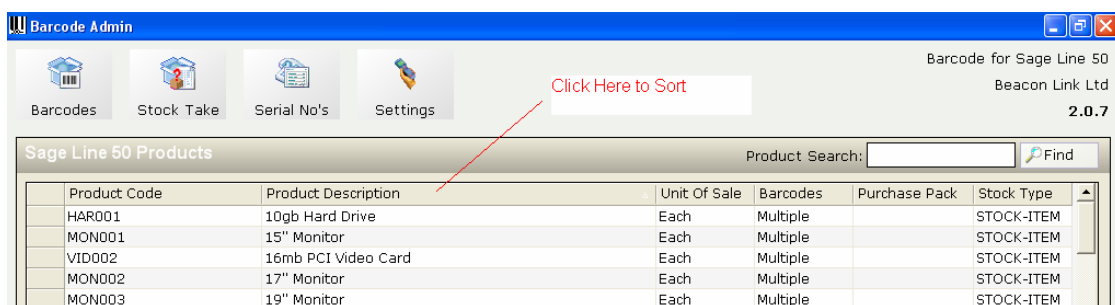 Barcode Admin
Barcode for Sage Line 50
Beacon Link Ltd
2.0.7
Barcodes Stock Take Serial No's Settings
Click Here to Sort
Sage Line 50 Products Product Search: Find
Product Code Product Description Unit Of Sale Barcodes Purchase Pack Stock Type
HAR001 10gb Hard Drive Each Multiple STOCK-ITEM
MON001 15" Monitor Each Multiple STOCK-ITEM
VID002 16mb PCI Video Card Each Multiple STOCK-ITEM
MON002 17" Monitor Each Multiple STOCK-ITEM
MON003 19" Monitor Each Multiple STOCK-ITEM